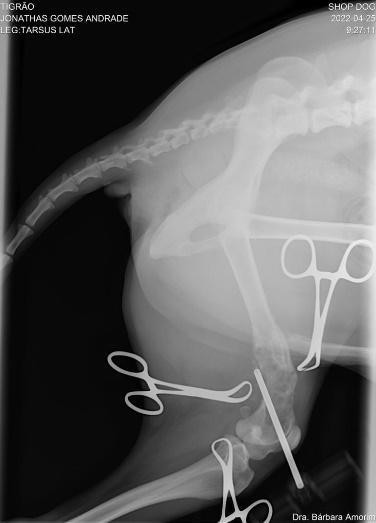 TIGRÃO
JONATHAS GOMES ANDRADE
LEG:TARSUS LAT
SHOP DOG
2022-04-25
9:27:11
Dra. Bárbara Amorim